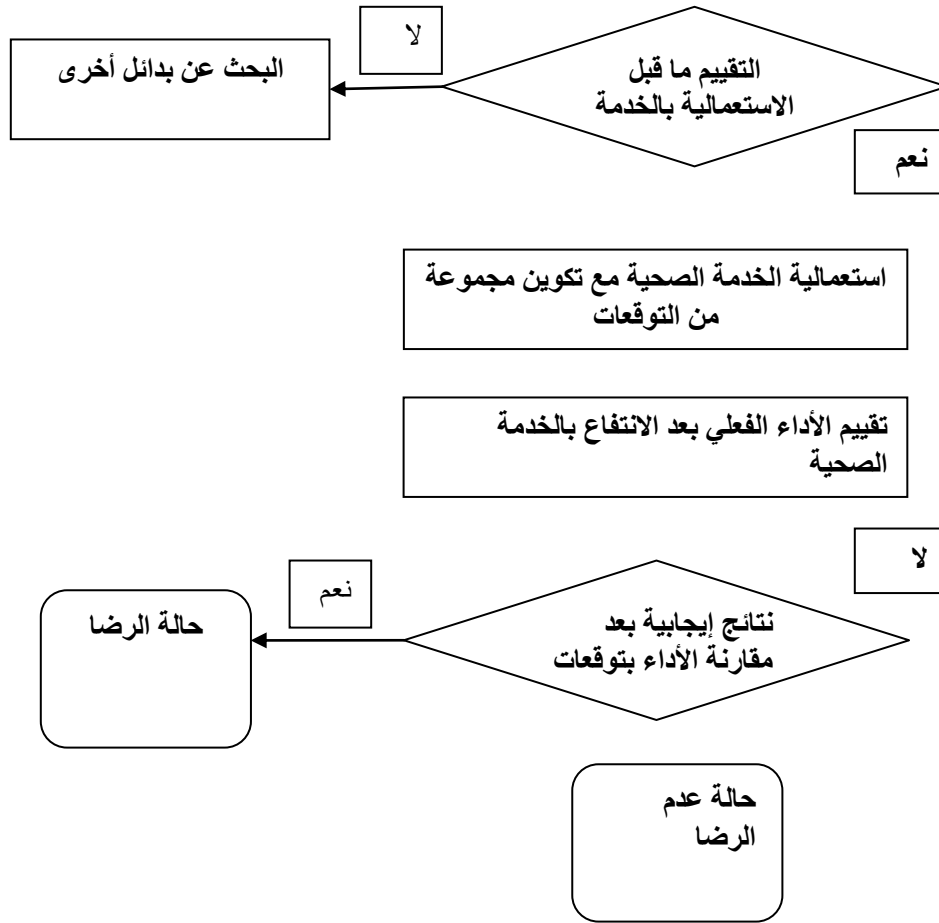 لا
التقييم ما قبل
الاستعمالية بالخدمة
البحث عن بدائل أخرى
نعم
استعمالية الخدمة الصحية مع تكوين مجموعة
من التوقعات
تقييم الأداء الفعلي بعد الانتفاع بالخدمة
الصحية
لا
نعم
نتائج إيجابية بعد
مقارنة الأداء بتوقعات
حالة الرضا
حالة عدم
الرضا